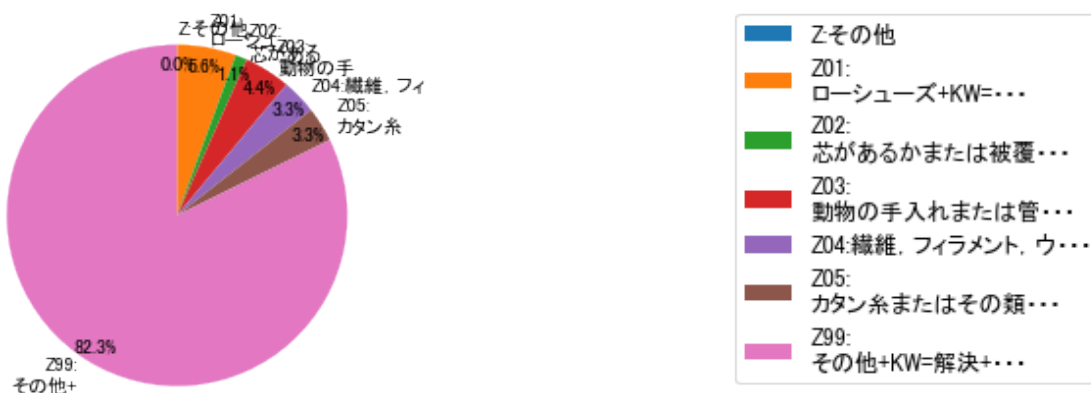 Z:その他
0.0%
Z01:
ローシュ
5.6%
Z02:
芯がある
1.1%
Z03:
動物の手
4.4%
Z04:繊維,フィ
3.3%
Z05:
カタン糸
3.3%
82.3%
Z99:
その他+
Z:その他
Z01:
ローシューズ+KW=・・・
Z02:
芯があるかまたは被覆・・・
Z03:
動物の手入れまたは管・・・
Z04:繊維,フィラメント,ウ・・・
Z05:
カタン糸またはその類・・・
Z99:
その他+KW=解決+・・・